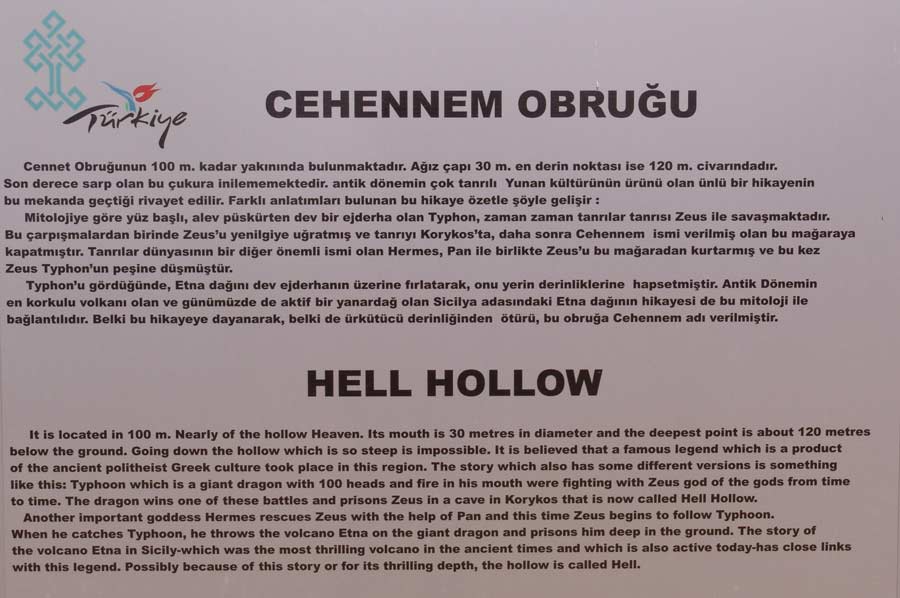 Türkiye
CEHENNEM OBRUĞU
Cennet Obruğunun 100 m. kadar yakınında bulunmaktadır. Ağız çapı 30 m. en derin noktası ise 120 m. civarındadır.
Son derece sarp olan bu çukura inilememektedir. antik dönemin çok tanrılı Yunan kültürünün ürünü olan ünlü bir hikayenin
bu mekanda geçtiği rivayet edilir. Farklı anlatımları bulunan bu hikaye özetle şöyle gelişir :
Mitolojiye göre yüz başlı, alev püskürten dev bir ejderha olan Typhon, zaman zaman tanrılar tanrısı Zeus ile savaşmaktadır.
Bu çarpışmalardan birinde Zeus'u yenilgiye uğratmış ve tanrıyı Korykos'ta, daha sonra Cehennem ismi verilmiş olan bu mağaraya
kapatmıştır. Tanrılar dünyasının bir diğer önemli ismi olan Hermes, Pan ile birlikte Zeus'u bu mağaradan kurtarmış ve bu kez
Zeus Typhon'un peşine düşmüştür.
Typhon'u gördüğünde, Etna dağını dev ejderhanın üzerine fırlatarak, onu yerin derinliklerine hapsetmiştir. Antik Dönemin
en korkulu volkanı olan ve günümüzde de aktif bir yanardağ olan Sicilya adasındaki Etna dağının hikayesi de bu mitoloji ile
bağlantılıdır. Belki bu hikayeye dayanarak, belki de ürkütücü derinliğinden ötürü, bu obruğa Cehennem adı verilmiştir.
HELL HOLLOW
It is located in 100 m. Nearly of the hollow Heaven. Its mouth is 30 metres in diameter and the deepest point is about 120 metres
below the ground. Going down the hollow which is so steep is impossible. It is believed that a famous legend which is a product
of the ancient politheist Greek culture took place in this region. The story which also has some different versions is something
like this: Typhoon which is a giant dragon with 100 heads and fire in his mouth were fighting with Zeus god of the gods from time
to time. The dragon wins one of these battles and prisons Zeus in a cave in Korykos that is now called Hell Hollow.
Another important goddess Hermes rescues Zeus with the help of Pan and this time Zeus begins to follow Typhoon.
When he catches Typhoon, he throws the volcano Etna on the giant dragon and prisons him deep in the ground. The story of
the volcano Etna in Sicily-which was the most thrilling volcano in the ancient times and which is also active today-has close links
with this legend. Possibly because of this story or for its thrilling depth, the hollow is called Hell.